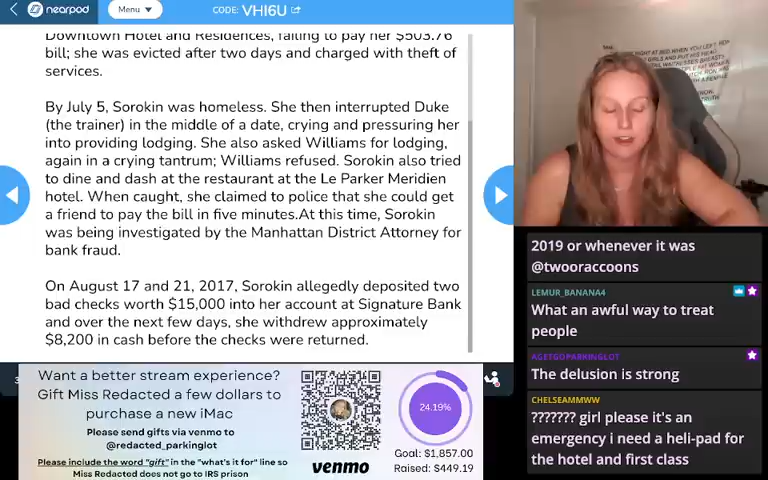 nearpod
Menu
CODE: VHI6U
Downtown Hotel and Residences, failing to pay her $503.76
bill; she was evicted after two days and charged with theft of
services.
By July 5, Sorokin was homeless. She then interrupted Duke
(the trainer) in the middle of a date, crying and pressuring her
into providing lodging. She also asked Williams for lodging,
again in a crying tantrum; Williams refused. Sorokin also tried
to dine and dash at the restaurant at the Le Parker Meridien
hotel. When caught, she claimed to police that she could get
a friend to pay the bill in five minutes.At this time, Sorokin
was being investigated by the Manhattan District Attorney for
bank fraud.
On August 17 and 21, 2017, Sorokin allegedly deposited two
bad checks worth $15,000 into her account at Signature Bank
and over the next few days, she withdrew approximately
$8,200 in cash before the checks were returned.
Want a better stream experience?
Gift Miss Redacted a few dollars to
purchase a new iMac
Please send gifts via venmo to
@redacted_parkinglot
Please include the word "gift" in the "what's it for" line so
Miss Redacted does not go to IRS prison
venmo
24.19%
Goal: $1,857.00
Raised: $449.19
2019 or whenever it was
@twooraccoons
LEMUR_BANANA4
What an awful way to treat
people
AGETGOPARKINGLOT
The delusion is strong
CHELSEAMMWW
??????? girl please it's an
emergency i need a heli-pad for
the hotel and first class